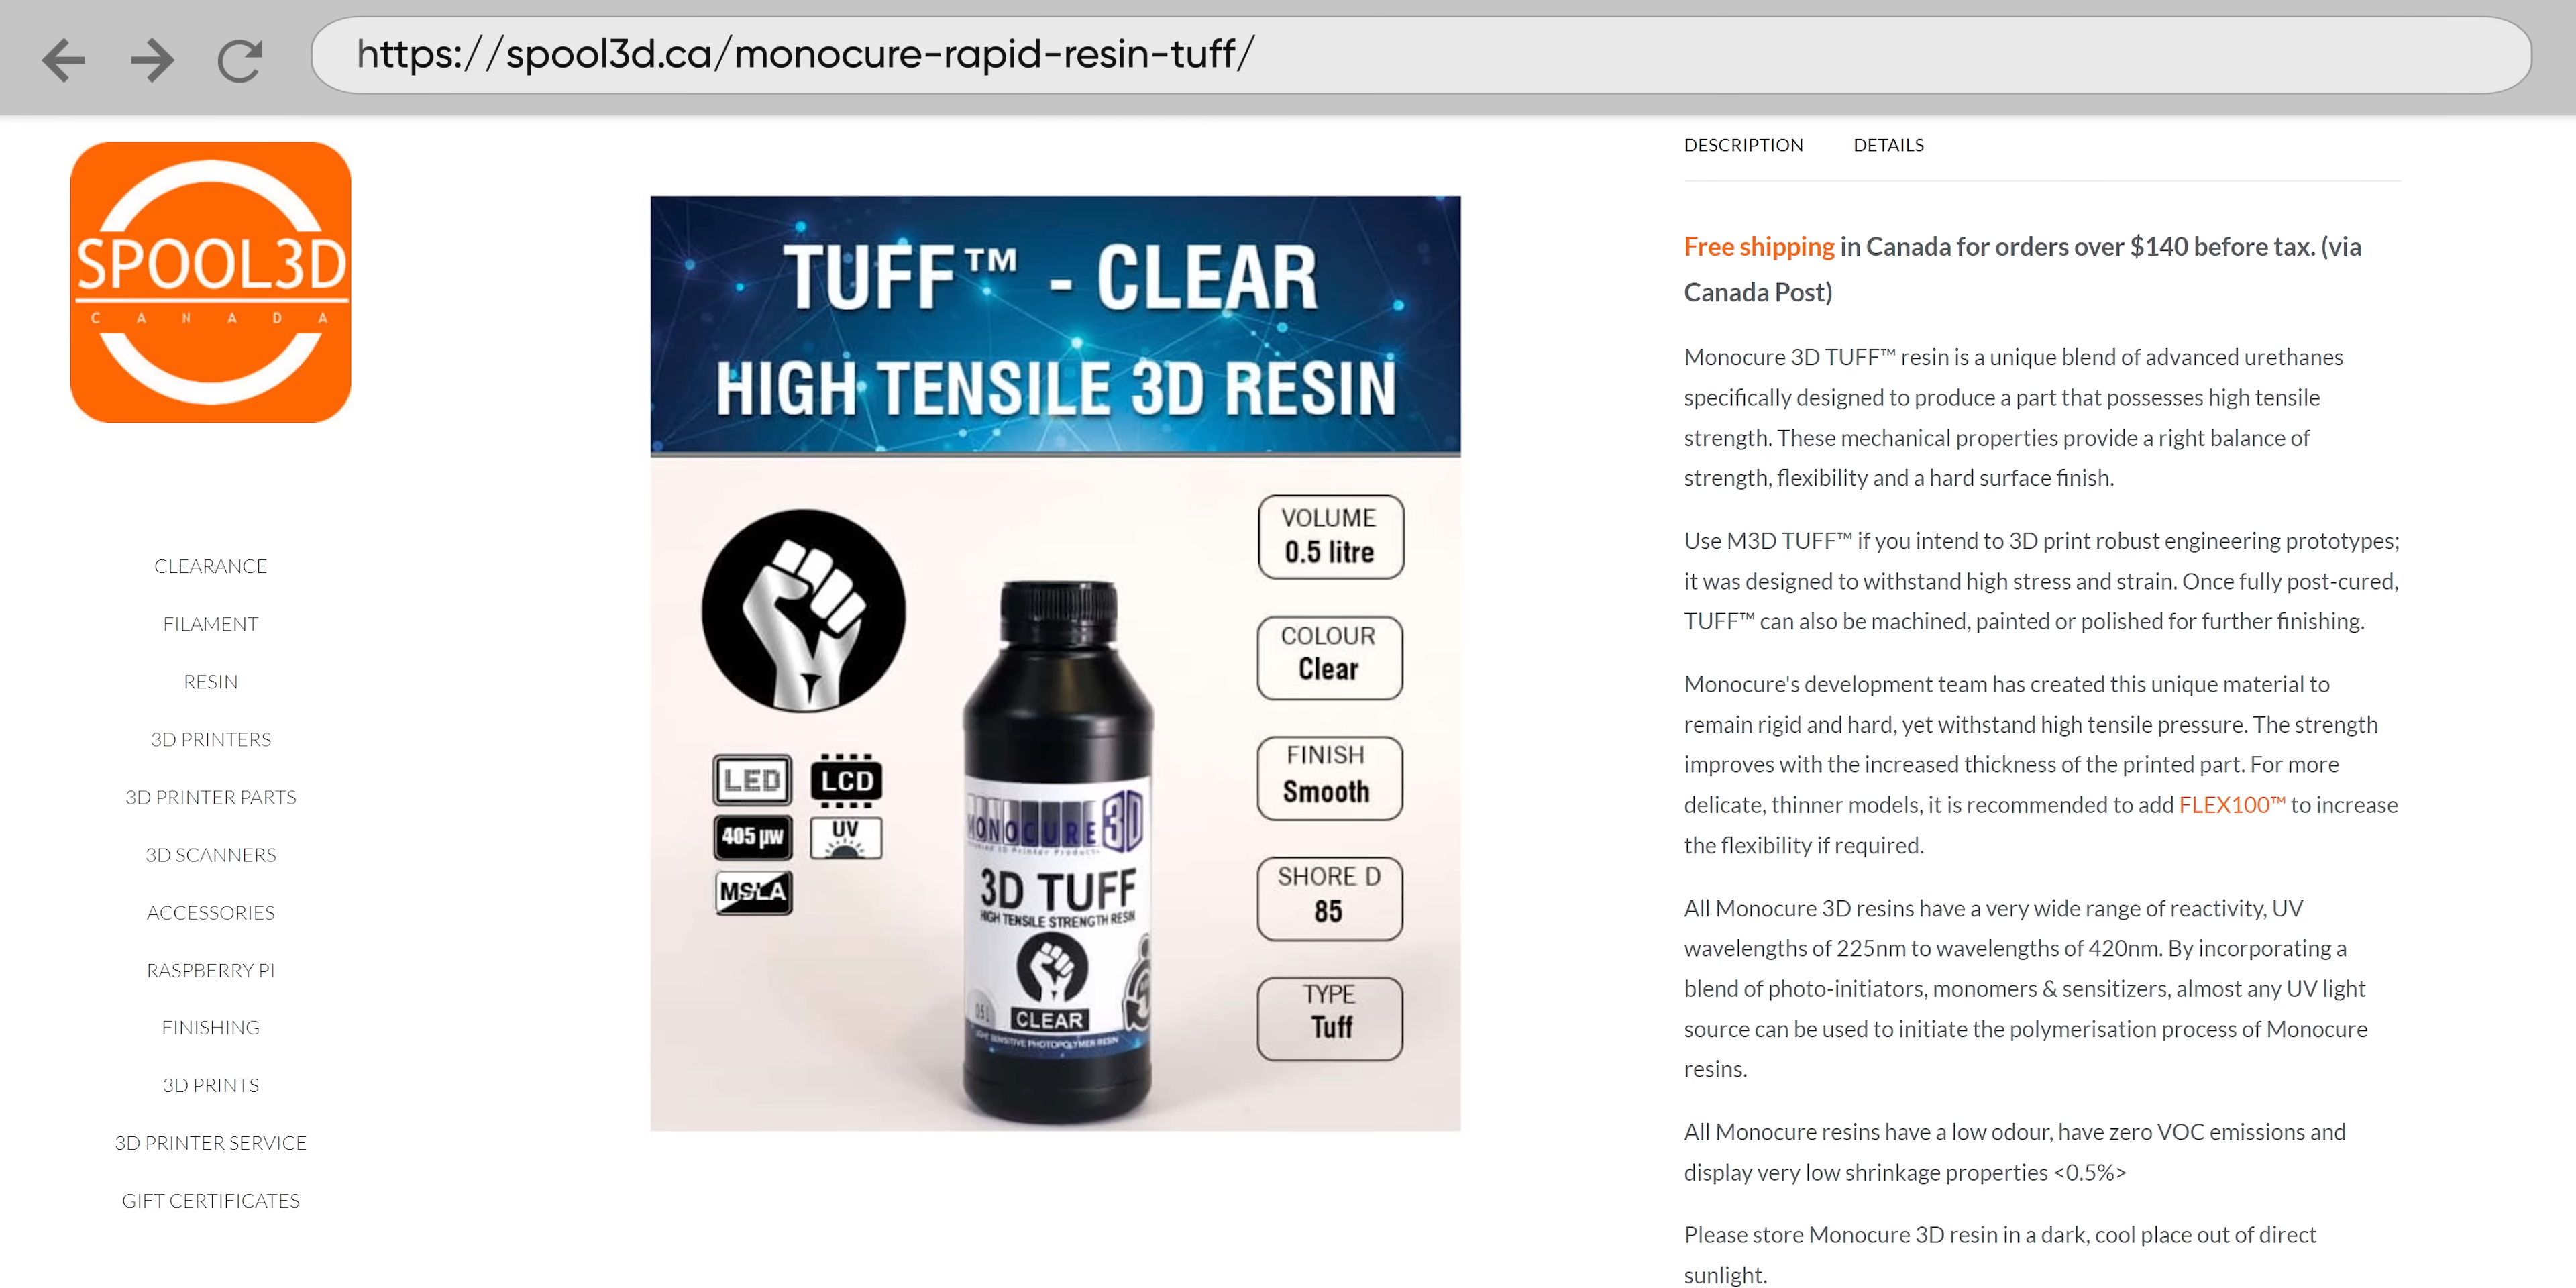 https://spool3d.ca/monocure-rapid-resin-tuff/
SPOOL3D
CANADA
CLEARANCE
FILAMENT
RESIN
3D PRINTERS
3D PRINTER PARTS
3D SCANNERS
ACCESSORIES
RASPBERRY PI
FINISHING
3D PRINTS
3D PRINTER SERVICE
GIFT CERTIFICATES
TUFF™ - CLEAR
HIGH TENSILE 3D RESIN
LED
LCD
405 µw
UV
MSLA
MONOCURE 3D
3D TUFF
HIGH TENSILE STRENGTH RESIN
0.5 L
CLEAR
LIGHT SENSITIVE PHOTOPOLYMER RESIN
VOLUME
0.5 litre
COLOUR
Clear
FINISH
Smooth
SHORE D
85
TYPE
Tuff
DESCRIPTION DETAILS
Free shipping in Canada for orders over $140 before tax. (via
Canada Post)
Monocure 3D TUFF™ resin is a unique blend of advanced urethanes
specifically designed to produce a part that possesses high tensile
strength. These mechanical properties provide a right balance of
strength, flexibility and a hard surface finish.
Use M3D TUFF™ if you intend to 3D print robust engineering prototypes;
it was designed to withstand high stress and strain. Once fully post-cured,
TUFF™ can also be machined, painted or polished for further finishing.
Monocure's development team has created this unique material to
remain rigid and hard, yet withstand high tensile pressure. The strength
improves with the increased thickness of the printed part. For more
delicate, thinner models, it is recommended to add FLEX100™ to increase
the flexibility if required.
All Monocure 3D resins have a very wide range of reactivity, UV
wavelengths of 225nm to wavelengths of 420nm. By incorporating a
blend of photo-initiators, monomers & sensitizers, almost any UV light
source can be used to initiate the polymerisation process of Monocure
resins.
All Monocure resins have a low odour, have zero VOC emissions and
display very low shrinkage properties <0.5%>
Please store Monocure 3D resin in a dark, cool place out of direct
sunlight.